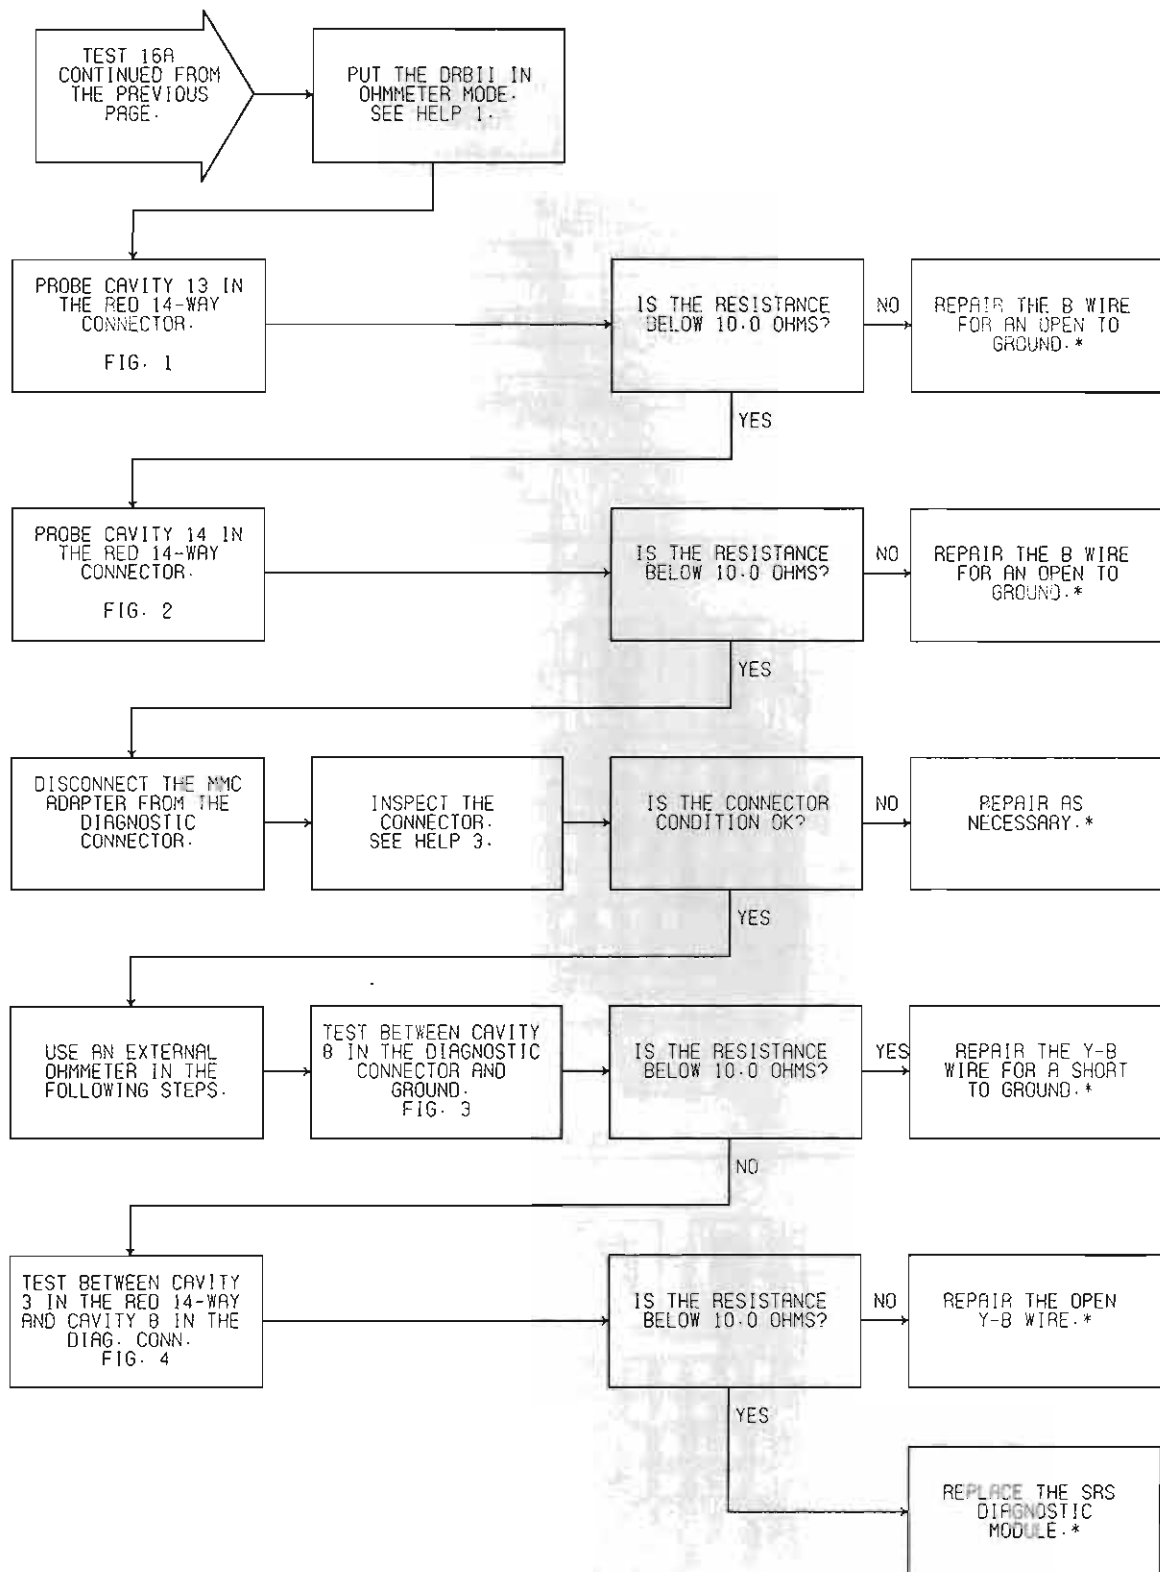 TEST 16A
CONTINUED FROM
THE PREVIOUS
PAGE.
PUT THE DRBII IN
OHMMETER MODE.
SEE HELP 1.
PROBE CAVITY 13 IN
THE RED 14-WAY
CONNECTOR.
FIG. 1
IS THE RESISTANCE
BELOW 10.0 OHMS?
NO
REPAIR THE B WIRE
FOR AN OPEN TO
GROUND.*
YES
PROBE CAVITY 14 IN
THE RED 14-WAY
CONNECTOR.
FIG. 2
IS THE RESISTANCE
BELOW 10.0 OHMS?
NO
REPAIR THE B WIRE
FOR AN OPEN TO
GROUND.*
YES
DISCONNECT THE MMC
ADAPTER FROM THE
DIAGNOSTIC
CONNECTOR.
INSPECT THE
CONNECTOR.
SEE HELP 3.
IS THE CONNECTOR
CONDITION OK?
NO
REPAIR AS
NECESSARY.*
YES
USE AN EXTERNAL
OHMMETER IN THE
FOLLOWING STEPS.
TEST BETWEEN CAVITY
8 IN THE DIAGNOSTIC
CONNECTOR AND
GROUND.
FIG. 3
IS THE RESISTANCE
BELOW 10.0 OHMS?
YES
REPAIR THE Y-B
WIRE FOR A SHORT
TO GROUND.*
NO
TEST BETWEEN CAVITY
3 IN THE RED 14-WAY
AND CAVITY 8 IN THE
DIAG. CONN.
FIG. 4
IS THE RESISTANCE
BELOW 10.0 OHMS?
NO
REPAIR THE OPEN
Y-B WIRE.*
YES
REPLACE THE SRS
DIAGNOSTIC
MODULE.*